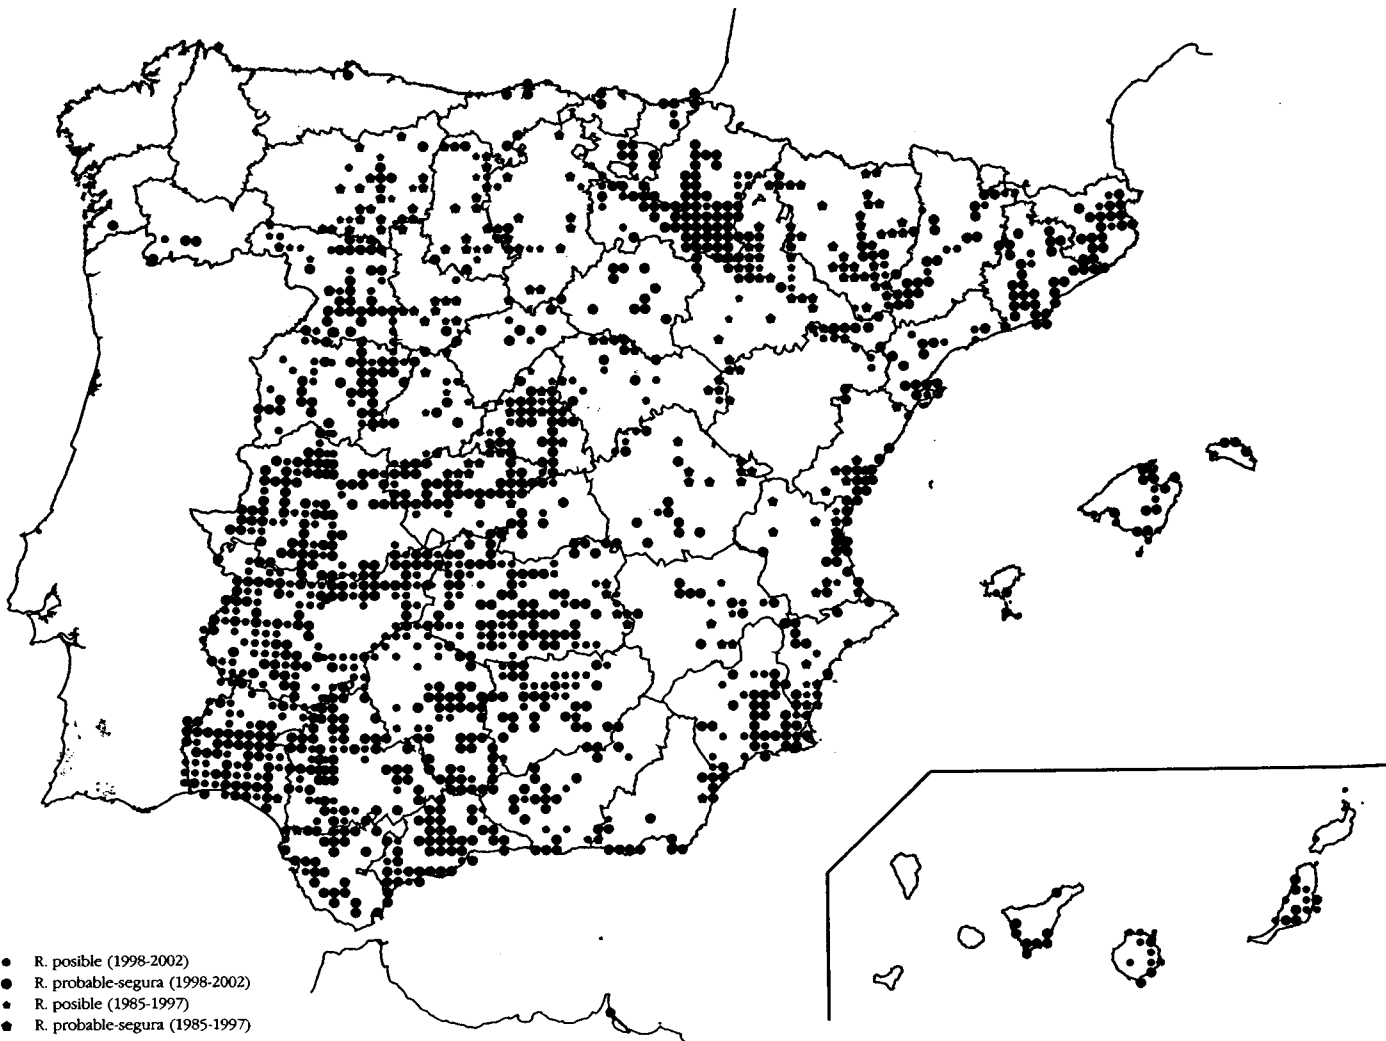 R. posible (1998-2002)
R. probable-segura (1998-2002)
R. posible (1985-1997)
R. probable-segura (1985-1997)